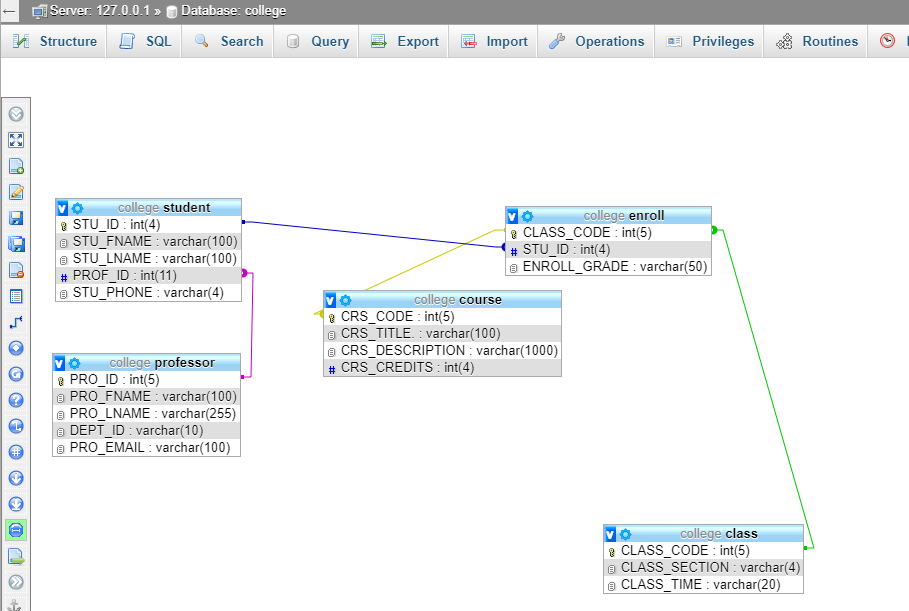 Server: 127.0.0.1 » Database: college
Structure SQL Search Query Export Import Operations Privileges Routines
college student
STU_ID : int(4)
STU_FNAME : varchar(100)
STU_LNAME : varchar(100)
PROF_ID : int(11)
STU_PHONE : varchar(4)
college enroll
CLASS_CODE : int(5)
STU_ID : int(4)
ENROLL_GRADE : varchar(50)
college course
CRS_CODE : int(5)
CRS_TITLE. : varchar(100)
CRS_DESCRIPTION : varchar(1000)
CRS_CREDITS : int(4)
college professor
PRO_ID : int(5)
PRO_FNAME : varchar(100)
PRO_LNAME : varchar(255)
DEPT_ID : varchar(10)
PRO_EMAIL : varchar(100)
college class
CLASS_CODE : int(5)
CLASS_SECTION : varchar(4)
CLASS_TIME : varchar(20)